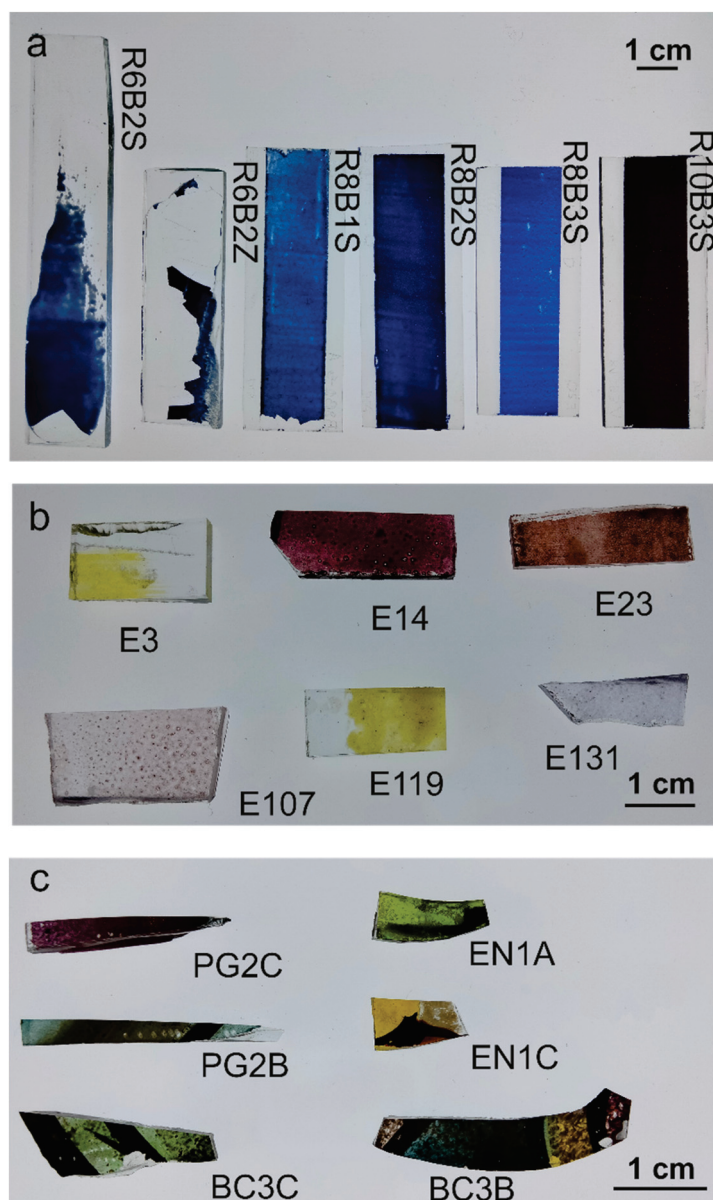 a
1 cm
R6B2S
R6B2Z
R8B1S
R8B2S
R8B3S
R10B3S
b
E3
E14
E23
E107
E119
E131
1 cm
c
PG2C
EN1A
PG2B
EN1C
BC3C
BC3B
1 cm